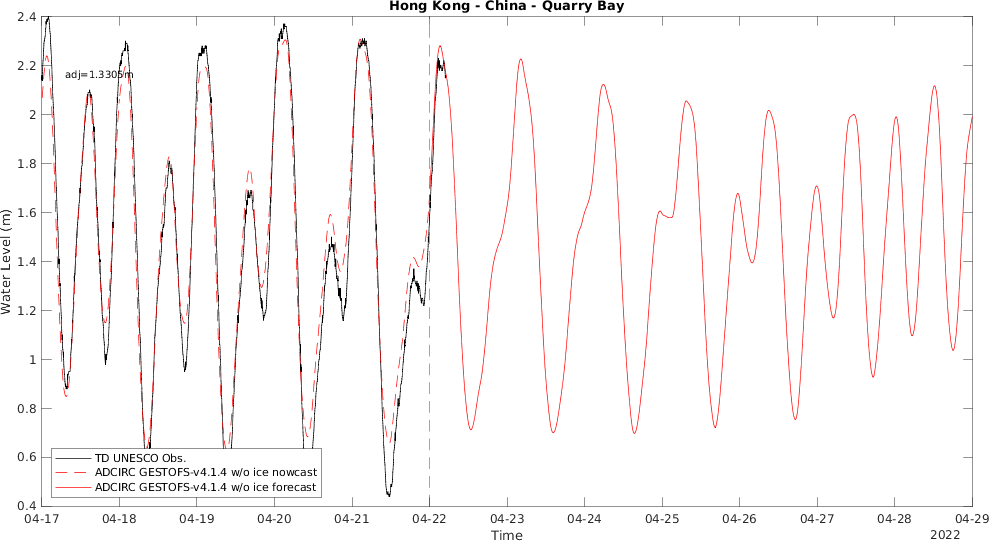 Hong Kong - China - Quarry Bay
2.4
2.2
2
1.8
1.6
1.4
1.2
1
0.8
0.6
0.4
Water Level (m)
adj=1.3305m
TD UNESCO Obs.
ADCIRC GESTOFS-v4.1.4 w/o ice nowcast
ADCIRC GESTOFS-v4.1.4 w/o ice forecast
04-17 04-18 04-19 04-20 04-21 04-22 04-23 04-24 04-25 04-26 04-27 04-28 04-29
Time
2022